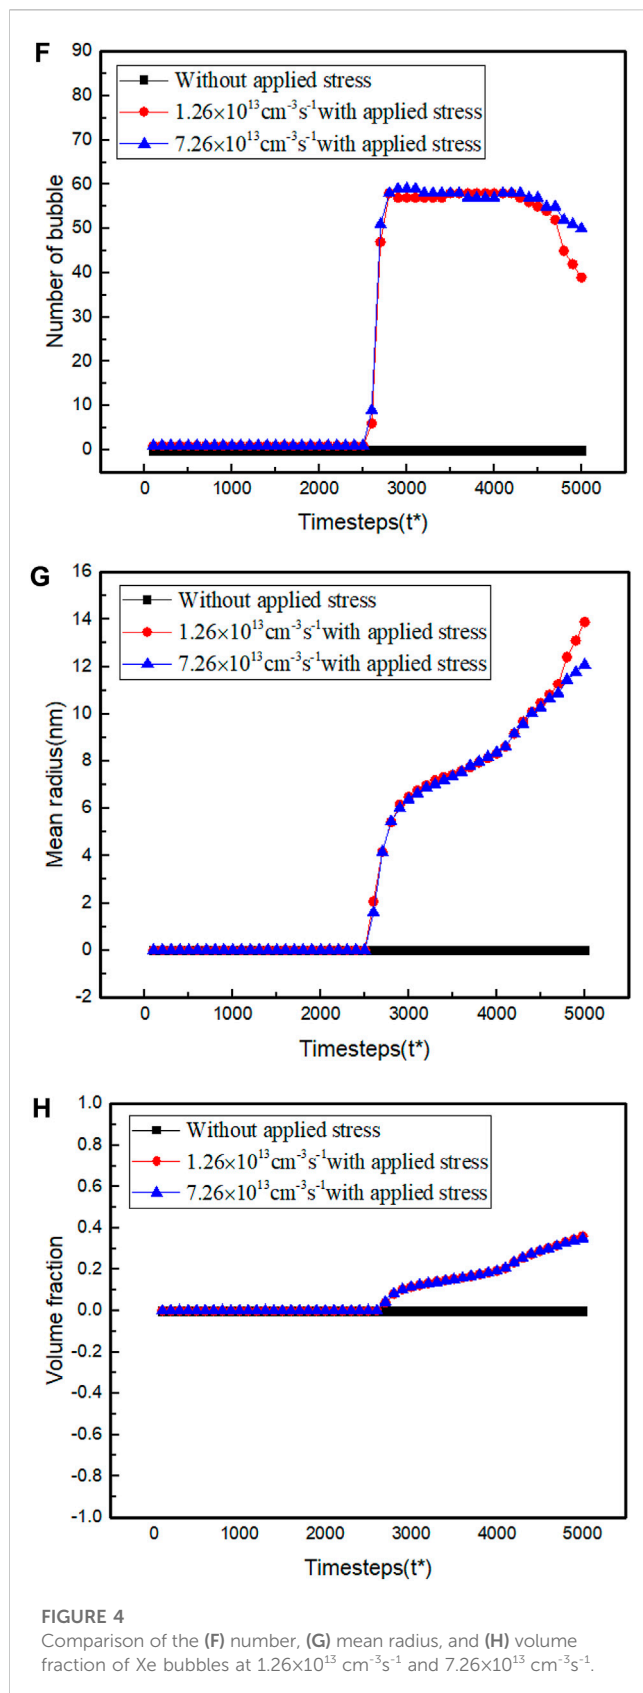 F
90
80
70
60
50
40
30
20
10
0
Number of bubble
Without applied stress
1.26×10¹³cm⁻³s⁻¹with applied stress
7.26×10¹³cm⁻³s⁻¹with applied stress
0 1000 2000 3000 4000 5000
Timesteps(t*)
G
16
14
12
10
8
6
4
2
0
-2
Mean radius(nm)
Without applied stress
1.26×10¹³cm⁻³s⁻¹with applied stress
7.26×10¹³cm⁻³s⁻¹with applied stress
0 1000 2000 3000 4000 5000
Timesteps(t*)
H
1.0
0.8
0.6
0.4
0.2
0.0
-0.2
-0.4
-0.6
-0.8
-1.0
Volume fraction
Without applied stress
1.26×10¹³cm⁻³s⁻¹with applied stress
7.26×10¹³cm⁻³s⁻¹with applied stress
0 1000 2000 3000 4000 5000
Timesteps(t*)
FIGURE 4
Comparison of the (F) number, (G) mean radius, and (H) volume
fraction of Xe bubbles at 1.26×10¹³ cm⁻³s⁻¹ and 7.26×10¹³ cm⁻³s⁻¹.